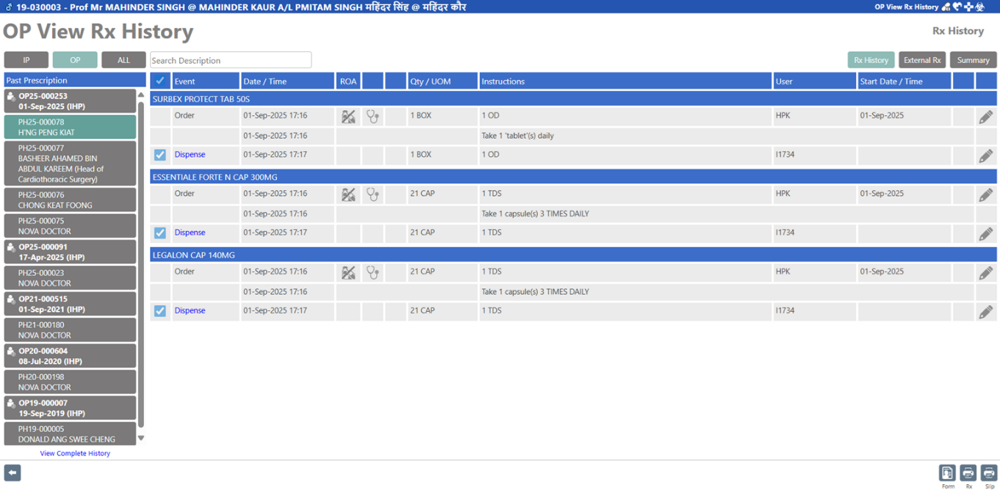 19-030003 - Prof Mr MAHINDER SINGH @ MAHINDER KAUR A/L PMITAM SINGH महिंदर सिंह @ महिंदर कौर
OP View Rx History
OP View Rx History
Rx History
IP OP ALL Search Description
Rx History External Rx Summary
Past Prescription
OP25-000253
01-Sep-2025 (IHP)
PH25-000078
H'NG PENG KIAT
PH25-000077
BASHEER AHAMED BIN
ABDUL KAREEM (Head of
Cardiothoracic Surgery)
PH25-000076
CHONG KEAT FOONG
PH25-000075
NOVA DOCTOR
OP25-000091
17-Apr-2025 (IHP)
PH25-000023
NOVA DOCTOR
OP21-000515
01-Sep-2021 (IHP)
PH21-000180
NOVA DOCTOR
OP20-000604
08-Jul-2020 (IHP)
PH20-000198
NOVA DOCTOR
OP19-000007
19-Sep-2019 (IHP)
PH19-000005
DONALD ANG SWEE CHENG
View Complete History
Event Date / Time ROA Qty / UOM Instructions User Start Date / Time
SURBEX PROTECT TAB 50S
Order 01-Sep-2025 17:16 1 BOX 1 OD HPK 01-Sep-2025
01-Sep-2025 17:16 Take 1 'tablet'(s) daily
Dispense 01-Sep-2025 17:17 1 BOX 1 OD I1734
ESSENTIALE FORTE N CAP 300MG
Order 01-Sep-2025 17:16 21 CAP 1 TDS HPK 01-Sep-2025
01-Sep-2025 17:16 Take 1 capsule(s) 3 TIMES DAILY
Dispense 01-Sep-2025 17:17 21 CAP 1 TDS I1734
LEGALON CAP 140MG
Order 01-Sep-2025 17:16 21 CAP 1 TDS HPK 01-Sep-2025
01-Sep-2025 17:16 Take 1 capsule(s) 3 TIMES DAILY
Dispense 01-Sep-2025 17:17 21 CAP 1 TDS I1734
Form Rx Slip